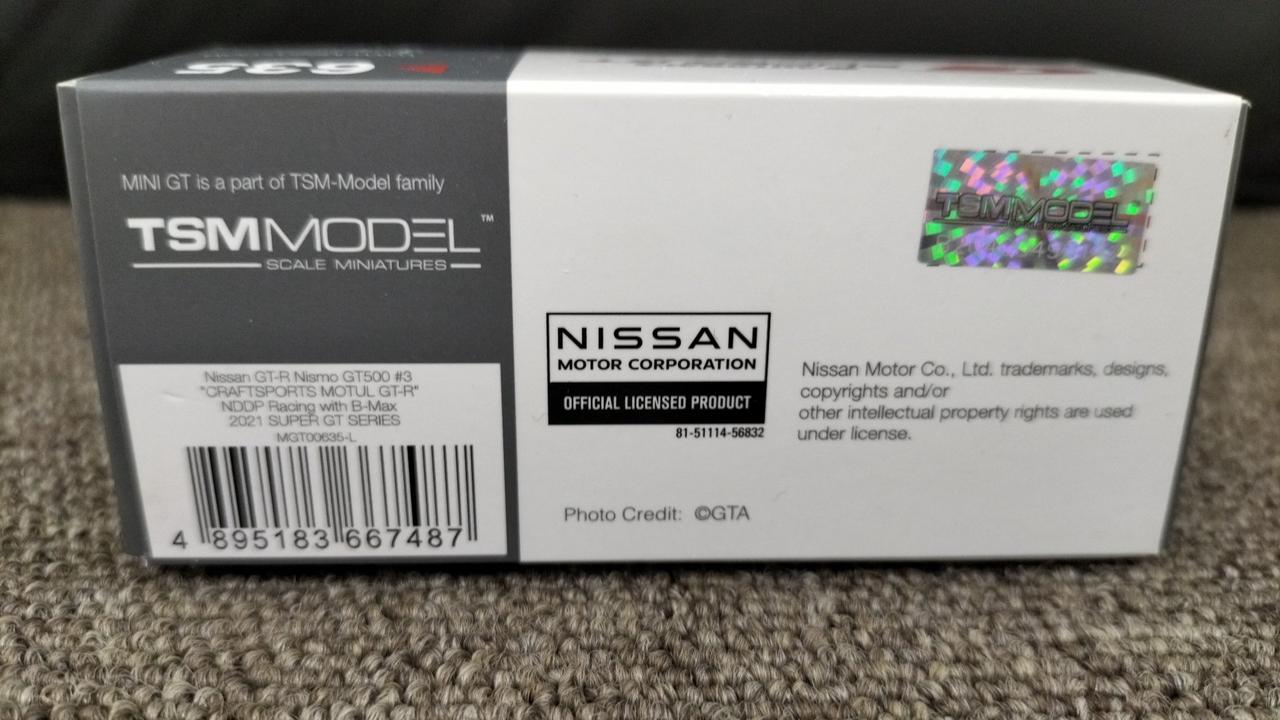 635
MINI GT is a part of TSM-Model family
TSMMODEL™
SCALE MINIATURES
TSMMODEL
NISSAN
MOTOR CORPORATION
OFFICIAL LICENSED PRODUCT
81-51114-56832
Nissan Motor Co., Ltd. trademarks, designs,
copyrights and/or
other intellectual property rights are used
under license.
Nissan GT-R Nismo GT500 #3
"CRAFTSPORTS MOTUL GT-R"
NDDP Racing with B-Max
2021 SUPER GT SERIES
MGT00635-L
4 895183 667487
Photo Credit: ©GTA